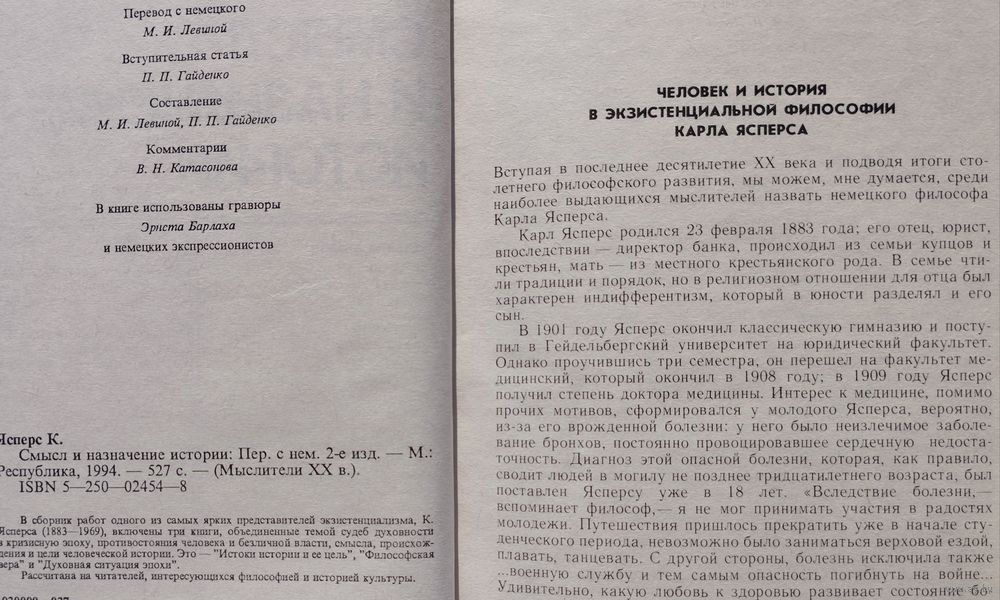 Перевод с немецкого
М. И. Левиной
Вступительная статья
П. П. Гайденко
Составление
М. И. Левиной, П. П. Гайденко
Комментарии
В. Н. Катасонова
В книге использованы гравюры
Эрнста Барлаха
и немецких экспрессионистов
Ясперс К.
Смысл и назначение истории: Пер. с нем. 2-е изд. — М.:
Республика, 1994. — 527 с. — (Мыслители XX в.).
ISBN 5—250—02454—8
В сборник работ одного из самых ярких представителей экзистенциализма, К.
Ясперса (1883—1969), включены три книги, объединенные темой судеб духовности
в кризисную эпоху, противостояния человека и безличной власти, смысла, происхож-
дения и цели человеческой истории. Это — "Истоки истории и ее цель", "Философская
вера" и "Духовная ситуация эпохи".
Рассчитана на читателей, интересующихся философией и историей культуры.
ЧЕЛОВЕК И ИСТОРИЯ
В ЭКЗИСТЕНЦИАЛЬНОЙ ФИЛОСОФИИ
КАРЛА ЯСПЕРСА
Вступая в последнее десятилетие XX века и подводя итоги сто-
летнего философского развития, мы можем, мне думается, среди
наиболее выдающихся мыслителей назвать немецкого философа
Карла Ясперса.
Карл Ясперс родился 23 февраля 1883 года; его отец, юрист,
впоследствии — директор банка, происходил из семьи купцов и
крестьян, мать — из местного крестьянского рода. В семье чти-
ли традиции и порядок, но в религиозном отношении для отца был
характерен индифферентизм, который в юности разделял и его
сын.
В 1901 году Ясперс окончил классическую гимназию и посту-
пил в Гейдельбергский университет на юридический факультет.
Однако проучившись три семестра, он перешел на факультет ме-
дицинский, который окончил в 1908 году; в 1909 году Ясперс
получил степень доктора медицины. Интерес к медицине, помимо
прочих мотивов, сформировался у молодого Ясперса, вероятно,
из-за его врожденной болезни: у него было неизлечимое заболе-
вание бронхов, постоянно провоцировавшее сердечную недоста-
точность. Диагноз этой опасной болезни, которая, как правило,
сводит людей в могилу не позднее тридцатилетнего возраста, был
поставлен Ясперсу уже в 18 лет. «Вследствие болезни,—
вспоминает философ,— я не мог принимать участия в радостях
молодежи. Путешествия пришлось прекратить уже в начале сту-
денческого периода, невозможно было заниматься верховой ездой,
плавать, танцевать. С другой стороны, болезнь исключила также
...военную службу и тем самым опасность погибнуть на войне...
Удивительно, какую любовь к здоровью развивает состояние бо-